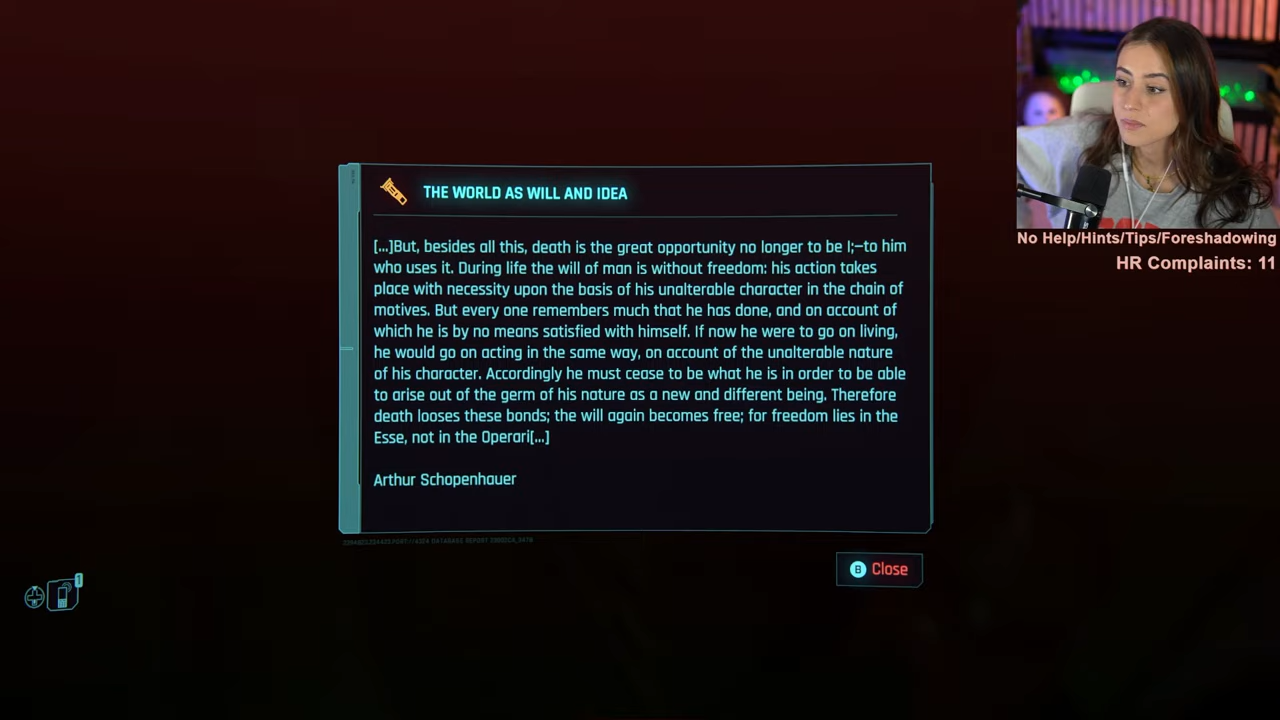 THE WORLD AS WILL AND IDEA
[...]But, besides all this, death is the great opportunity no longer to be I;—to him
who uses it. During life the will of man is without freedom: his action takes
place with necessity upon the basis of his unalterable character in the chain of
motives. But every one remembers much that he has done, and on account of
which he is by no means satisfied with himself. If now he were to go on living,
he would go on acting in the same way, on account of the unalterable nature
of his character. Accordingly he must cease to be what he is in order to be able
to arise out of the germ of his nature as a new and different being. Therefore
death looses these bonds; the will again becomes free; for freedom lies in the
Esse, not in the Operari[...]
Arthur Schopenhauer
B Close
1
No Help/Hints/Tips/Foreshadowing
HR Complaints: 11